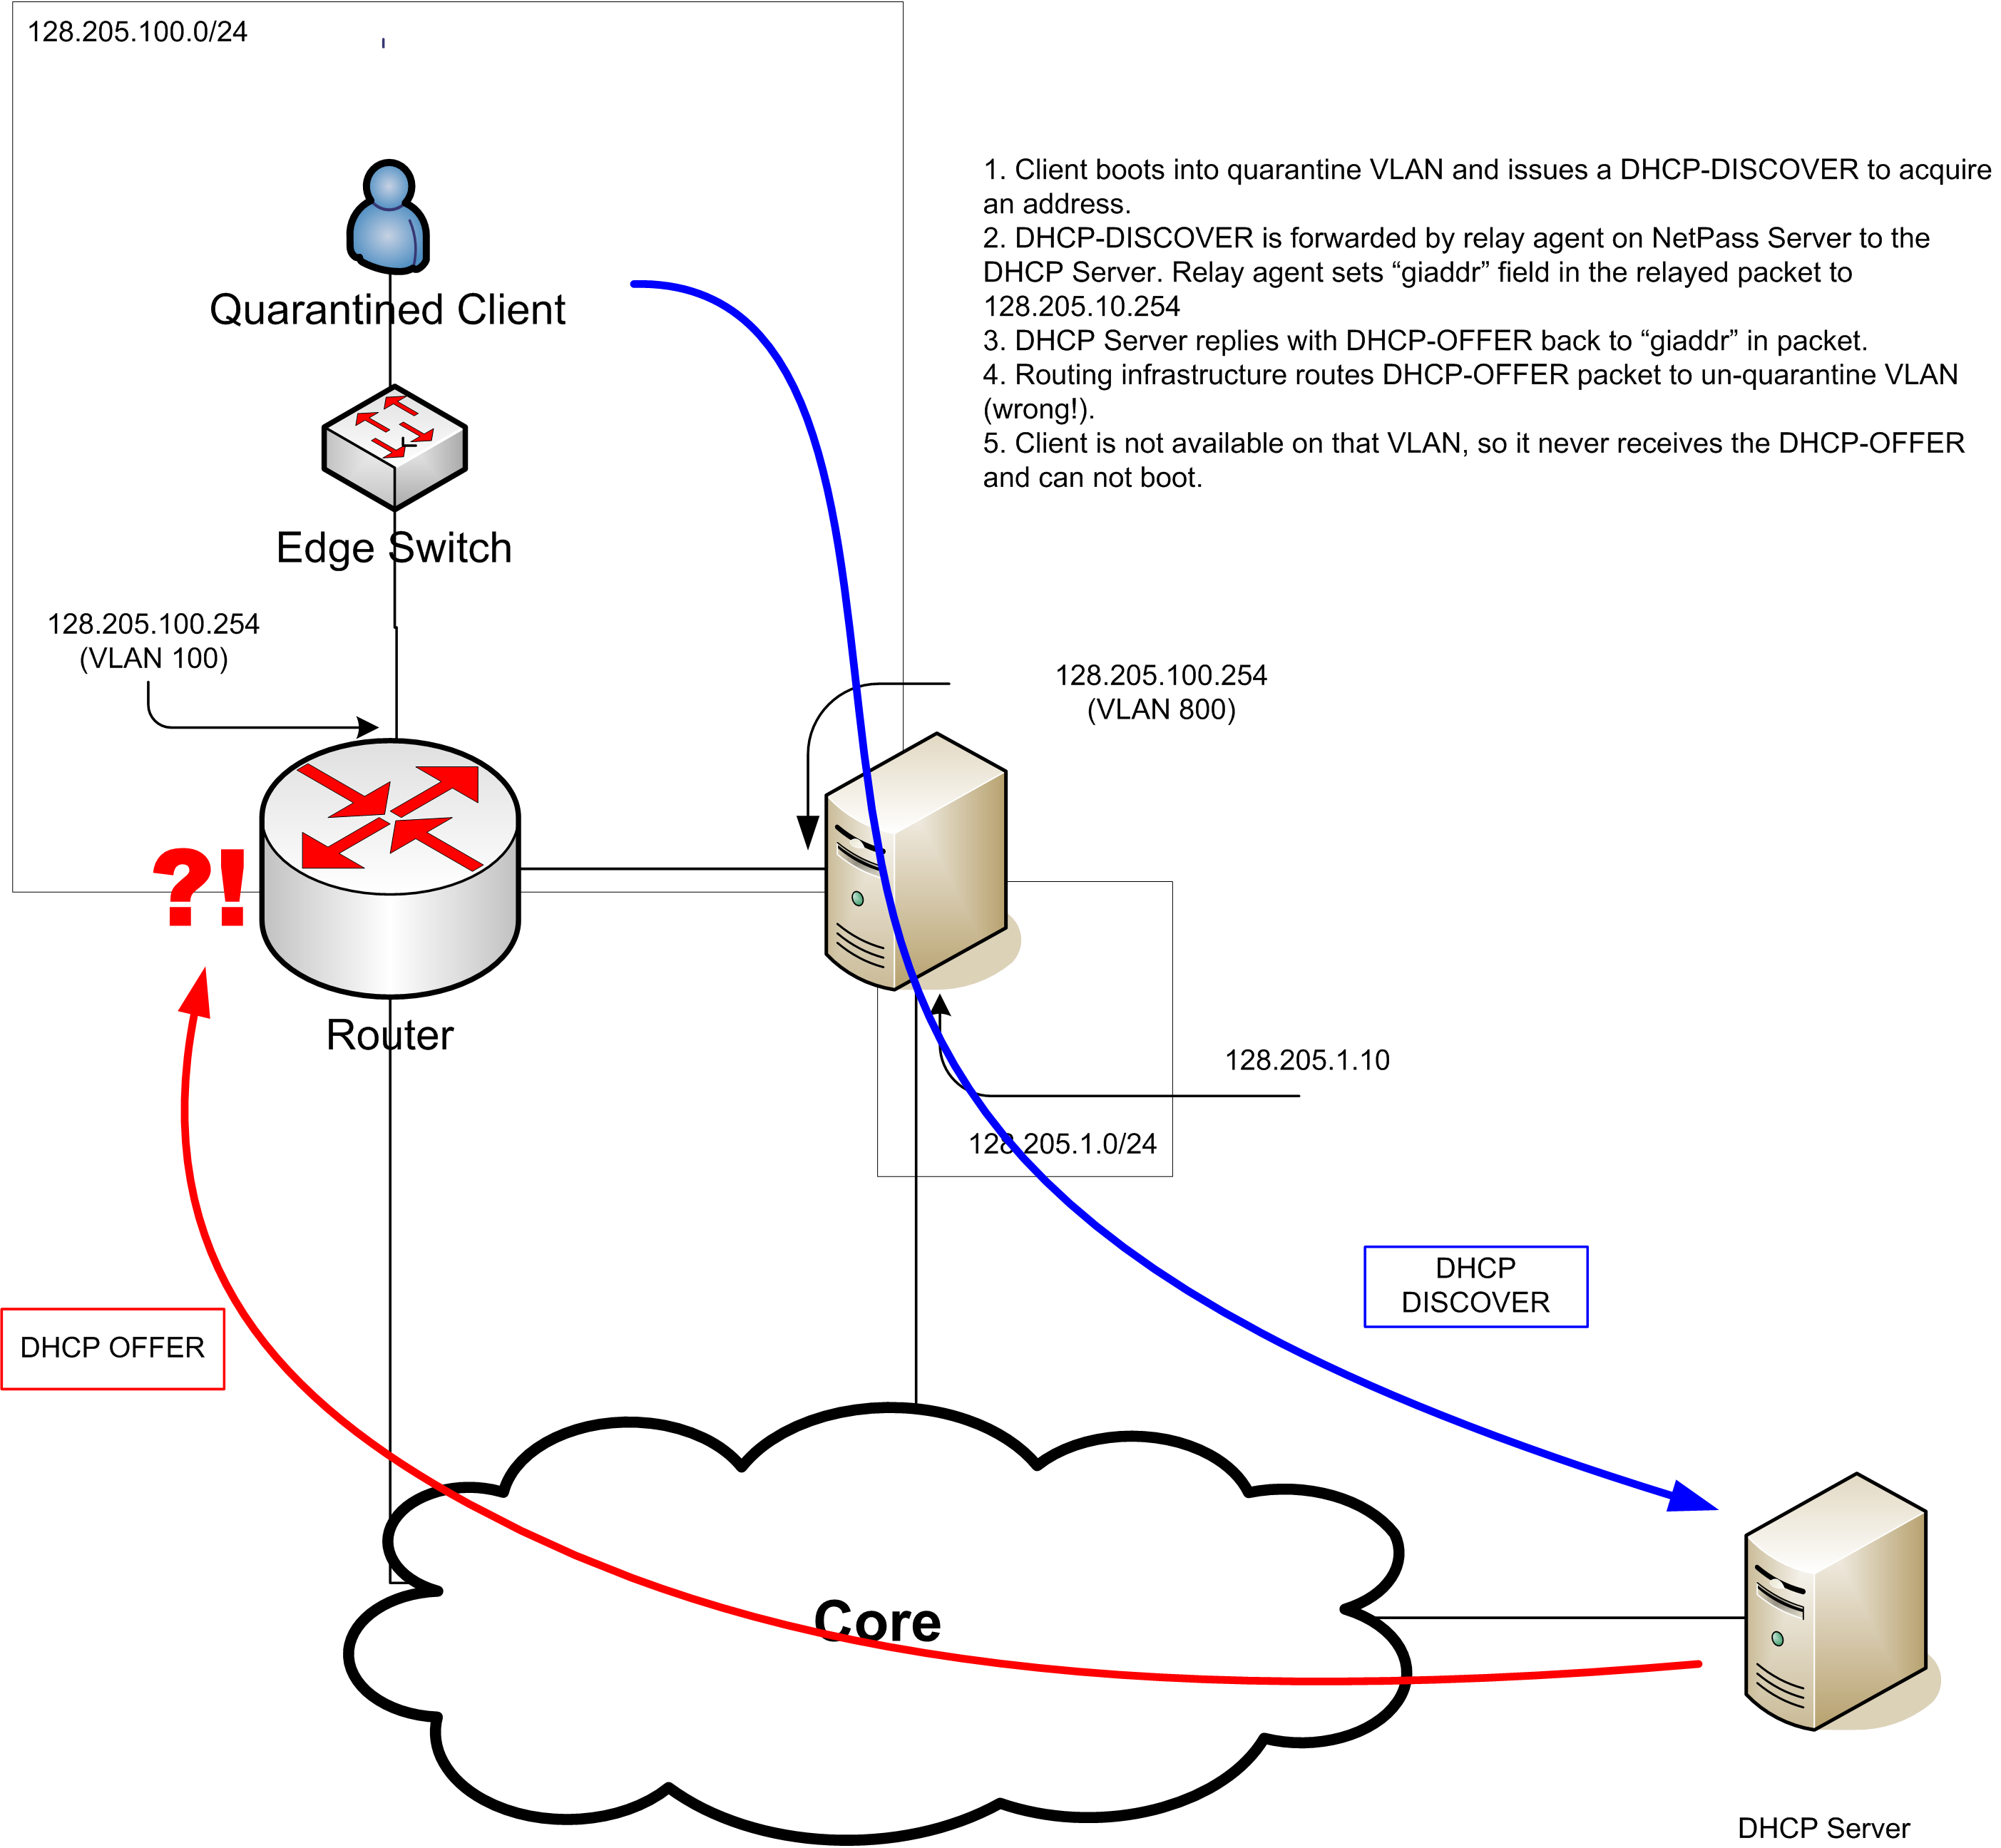 128.205.100.0/24
1. Client boots into quarantine VLAN and issues a DHCP-DISCOVER to acquire
an address.
2. DHCP-DISCOVER is forwarded by relay agent on NetPass Server to the
DHCP Server. Relay agent sets “giaddr” field in the relayed packet to
128.205.10.254
3. DHCP Server replies with DHCP-OFFER back to “giaddr” in packet.
4. Routing infrastructure routes DHCP-OFFER packet to un-quarantine VLAN
(wrong!).
5. Client is not available on that VLAN, so it never receives the DHCP-OFFER
and can not boot.
Quarantined Client
Edge Switch
128.205.100.254
(VLAN 100)
128.205.100.254
(VLAN 800)
?!
Router
128.205.1.10
128.205.1.0/24
DHCP
DISCOVER
DHCP OFFER
Core
DHCP Server